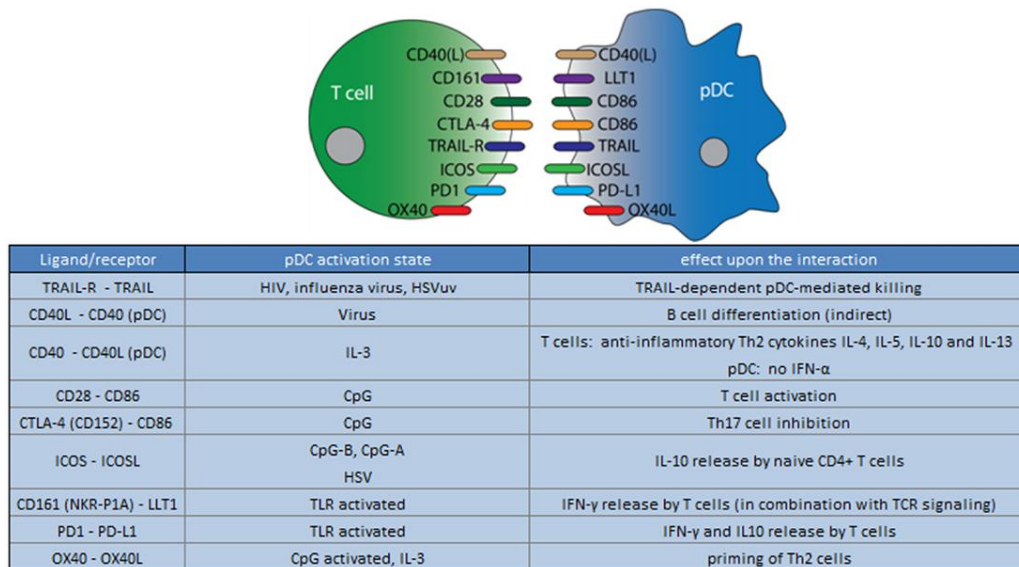 CD40(L) CD40(L)
CD161 LLT1
T cell pDC
CD28 CD86
CTLA-4 CD86
TRAIL-R TRAIL
ICOS ICOSL
PD1 PD-L1
OX40 OX40L
Ligand/receptor pDC activation state effect upon the interaction
TRAIL-R - TRAIL HIV, influenza virus, HSVuv TRAIL-dependent pDC-mediated killing
CD40L - CD40 (pDC) Virus B cell differentiation (indirect)
CD40 - CD40L (pDC) IL-3 T cells: anti-inflammatory Th2 cytokines IL-4, IL-5, IL-10 and IL-13
pDC: no IFN-α
CD28 - CD86 CpG T cell activation
CTLA-4 (CD152) - CD86 CpG Th17 cell inhibition
ICOS - ICOSL CpG-B, CpG-A IL-10 release by naive CD4+ T cells
HSV
CD161 (NKR-P1A) - LLT1 TLR activated IFN-γ release by T cells (in combination with TCR signaling)
PD1 - PD-L1 TLR activated IFN-γ and IL10 release by T cells
OX40 - OX40L CpG activated, IL-3 priming of Th2 cells